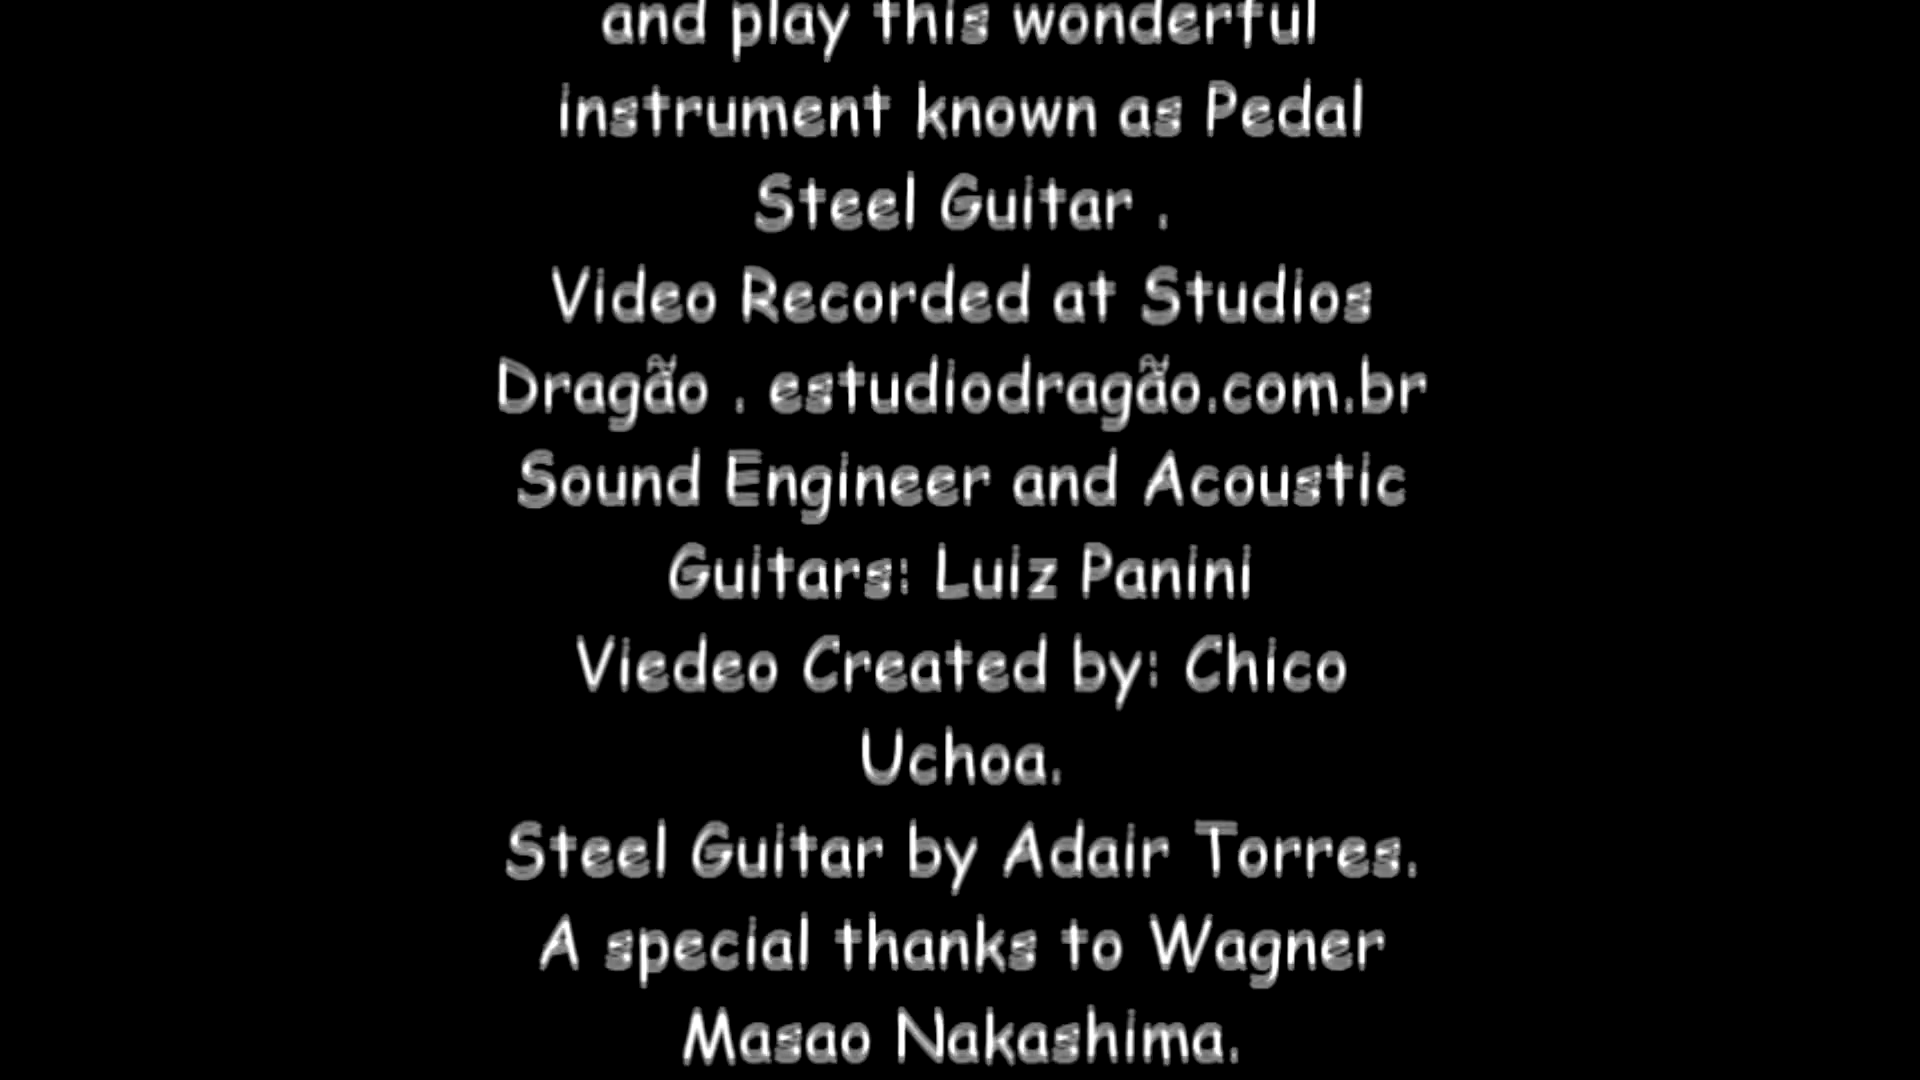 and play this wonderful
instrument known as Pedal
Steel Guitar .
Video Recorded at Studios
Dragão . estudiodragão.com.br
Sound Engineer and Acoustic
Guitars: Luiz Panini
Viedeo Created by: Chico
Uchoa.
Steel Guitar by Adair Torres.
A special thanks to Wagner
Masao Nakashima.